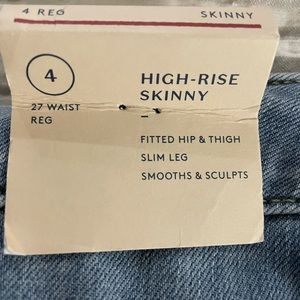 4 REG SKINNY
4
27 WAIST
REG
HIGH-RISE
SKINNY
FITTED HIP & THIGH
SLIM LEG
SMOOTHS & SCULPTS